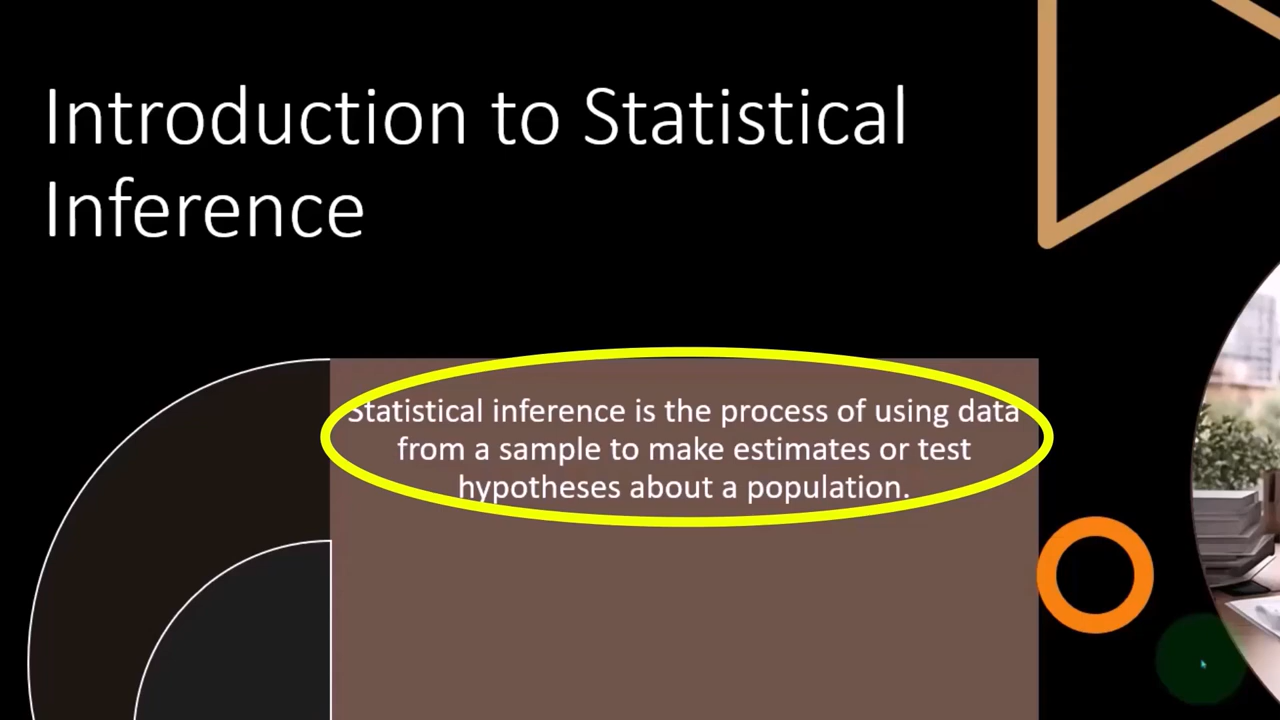 Introduction to Statistical
Inference
Statistical inference is the process of using data
from a sample to make estimates or test
hypotheses about a population.